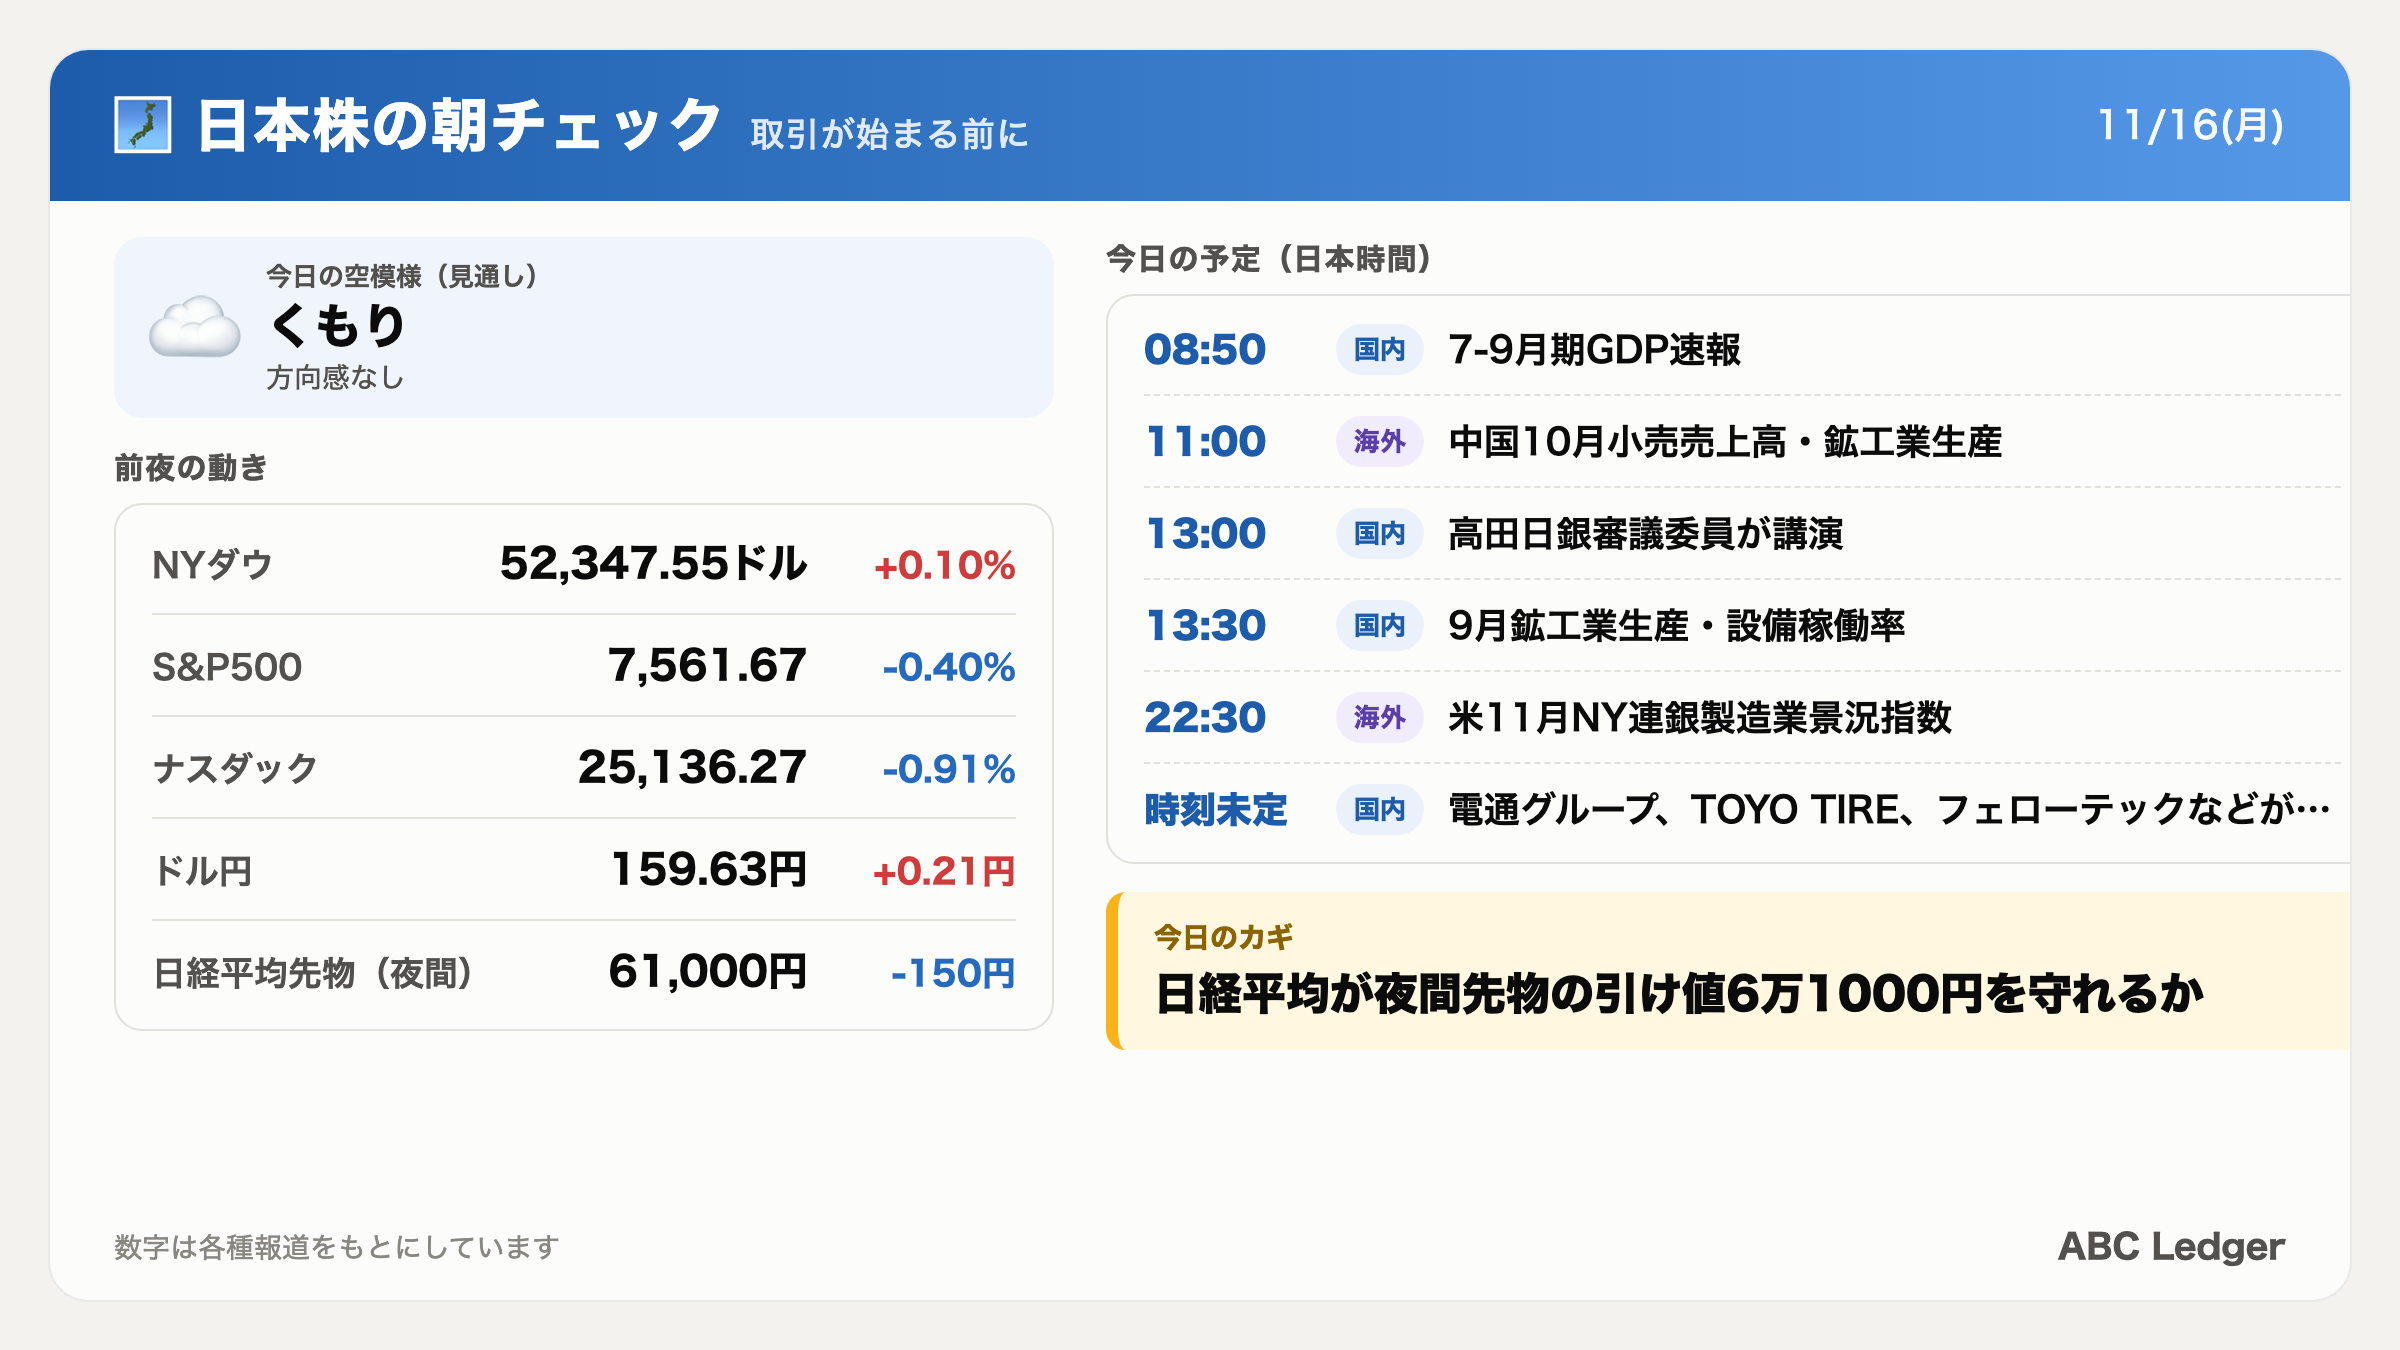 日本株の朝チェック 取引が始まる前に
11/16(月)
今日の空模様（見通し）
くもり
方向感なし
前夜の動き
NYダウ 52,347.55ドル +0.10%
S&P500 7,561.67 -0.40%
ナスダック 25,136.27 -0.91%
ドル円 159.63円 +0.21円
日経平均先物（夜間） 61,000円 -150円
今日の予定（日本時間）
08:50 国内 7-9月期GDP速報
11:00 海外 中国10月小売売上高・鉱工業生産
13:00 国内 高田日銀審議委員が講演
13:30 国内 9月鉱工業生産・設備稼働率
22:30 海外 米11月NY連銀製造業景況指数
時刻未定 国内 電通グループ、TOYO TIRE、フェローテックなどが…
今日のカギ
日経平均が夜間先物の引け値6万1000円を守れるか
数字は各種報道をもとにしています
ABC Ledger